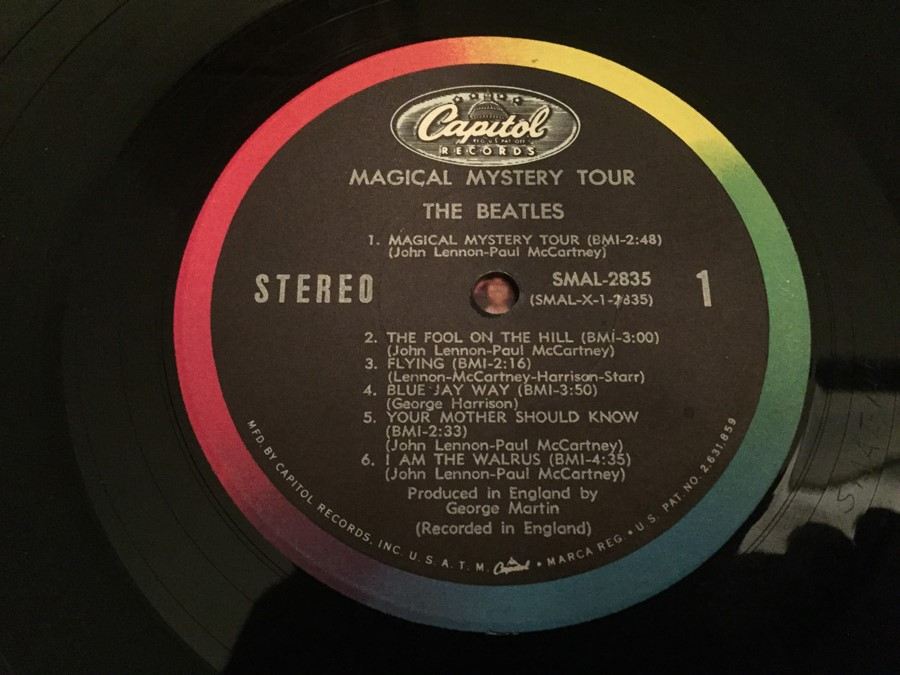 Capitol
RECORDS
MAGICAL MYSTERY TOUR
THE BEATLES
1. MAGICAL MYSTERY TOUR (BMI-2:48)
(John Lennon-Paul McCartney)
STEREO
SMAL-2835
(SMAL-X-1-2835)
1
2. THE FOOL ON THE HILL (BMI-3:00)
(John Lennon-Paul McCartney)
3. FLYING (BMI-2:16)
(Lennon-McCartney-Harrison-Starr)
4. BLUE JAY WAY (BMI-3:50)
(George Harrison)
5. YOUR MOTHER SHOULD KNOW
(BMI-2:33)
(John Lennon-Paul McCartney)
6. I AM THE WALRUS (BMI-4:35)
(John Lennon-Paul McCartney)
Produced in England by
George Martin
(Recorded in England)
MFD. BY CAPITOL RECORDS, INC. U. S. A. T. M. Capitol • MARCA REG. • U. S. PAT. NO. 2,631,859